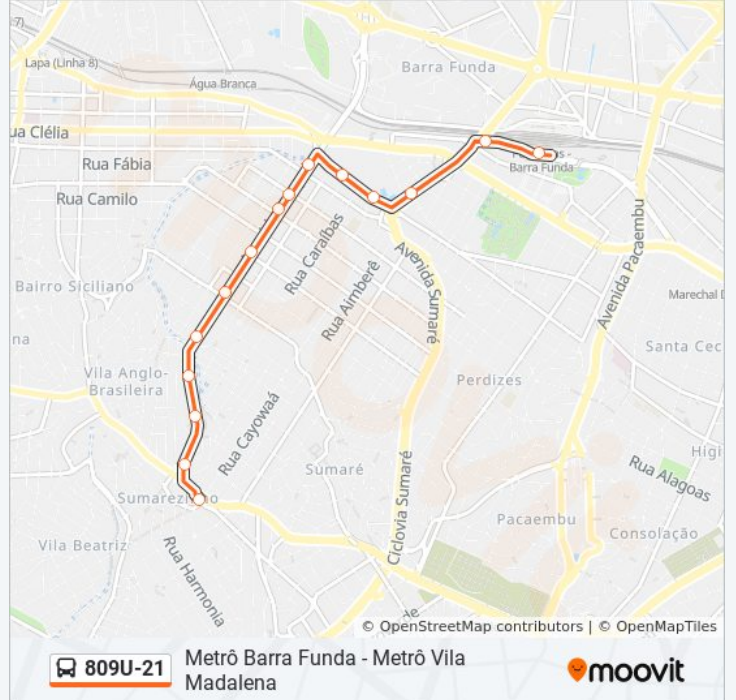 7)
Lapa (Linha 8)
Água Branca
Barra Funda
ua Clélia
Rua Fábia
Barra Funda
Rua Camilo
Rua Caraíbas
Rua Aimberê
Avenida Sumaré
Avenida Pacaembu
Bairro Siciliano
Marechal D
na
Santa Cec
Vila Anglo-
Brasileira
Perdizes
Rua Cayowaá
Sumaré
Higi
Rua Alagoas
Ciclovia Sumaré
Pacaembu
Consolação
Vila Beatriz
Rua Harmonia
© OpenStreetMap contributors | © OpenMapTiles
809U-21
Metrô Barra Funda - Metrô Vila
Madalena
moovit